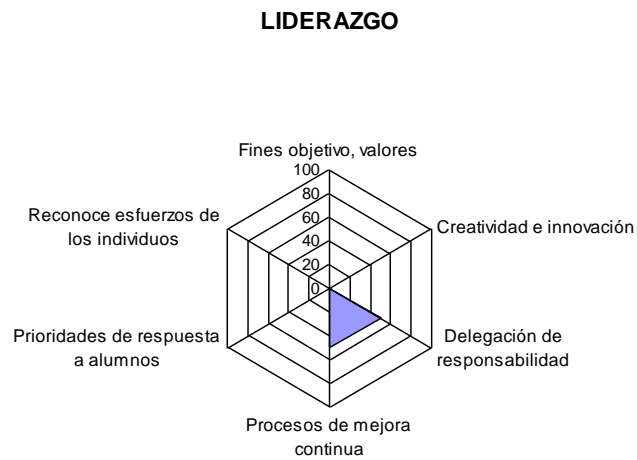 LIDERAZGO
Fines objetivo, valores
100
80
60
40
20
0
Creatividad e innovación
Delegación de
responsabilidad
Procesos de mejora
continua
Prioridades de respuesta
a alumnos
Reconoce esfuerzos de
los individuos